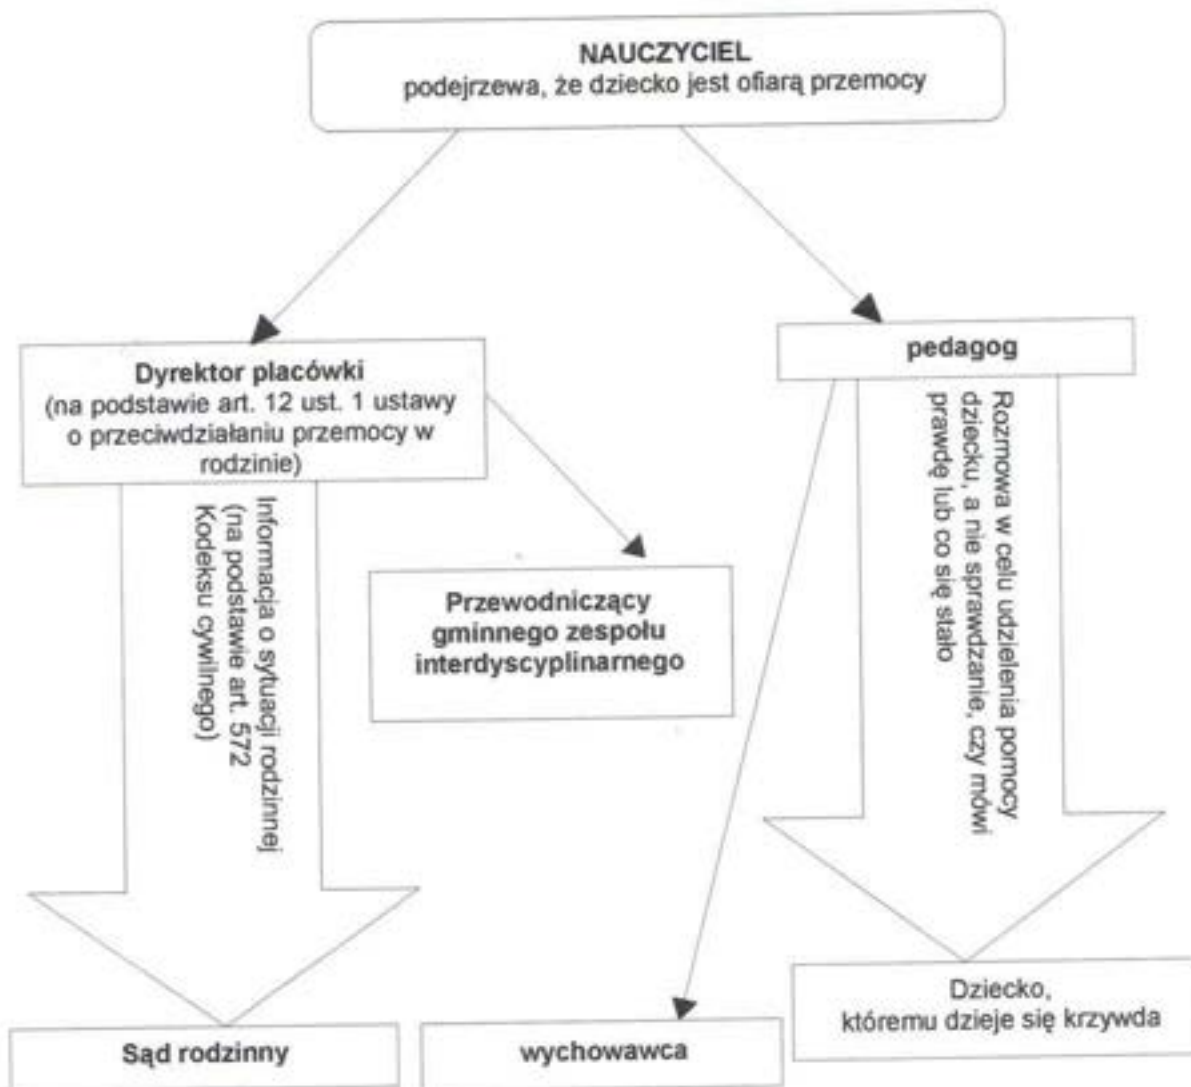 NAUCZYCIEL
podejrzewa, że dziecko jest ofiarą przemocy
Dyrektor placówki
(na podstawie art. 12 ust. 1 ustawy
o przeciwdziałaniu przemocy w
rodzinie)
pedagog
Informacja o sytuacji rodzinnej
(na podstawie art. 572
Kodeksu cywilnego)
Przewodniczący
gminnego zespołu
interdyscyplinarnego
Rozmowa w celu udzielenia pomocy
dziecku, a nie sprawdzanie, czy mówi
prawdę lub co się stało
Sąd rodzinny
wychowawca
Dziecko,
któremu dzieje się krzywda